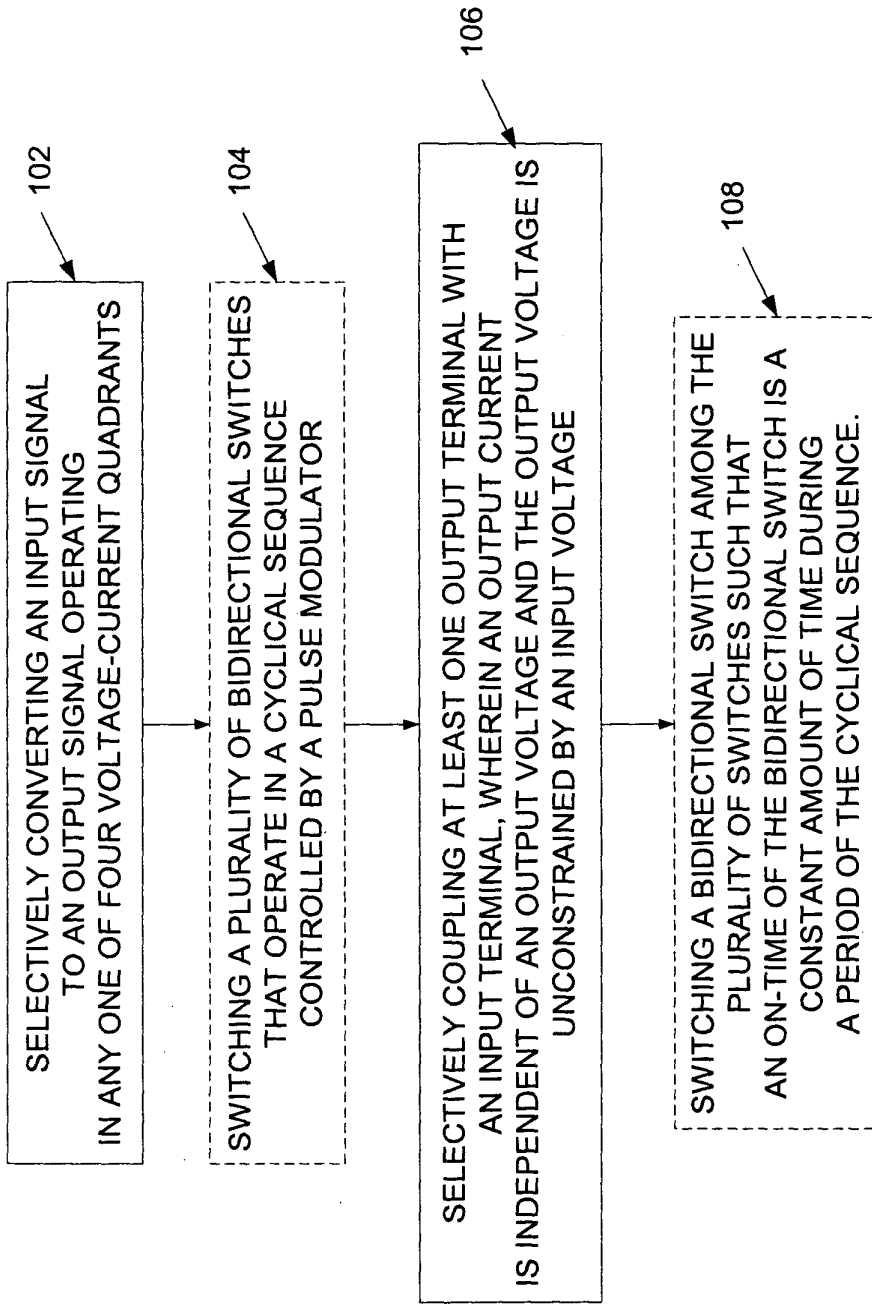 102
SELECTIVELY CONVERTING AN INPUT SIGNAL
TO AN OUTPUT SIGNAL OPERATING
IN ANY ONE OF FOUR VOLTAGE-CURRENT QUADRANTS
104
SWITCHING A PLURALITY OF BIDIRECTIONAL SWITCHES
THAT OPERATE IN A CYCLICAL SEQUENCE
CONTROLLED BY A PULSE MODULATOR
106
SELECTIVELY COUPLING AT LEAST ONE OUTPUT TERMINAL WITH
AN INPUT TERMINAL, WHEREIN AN OUTPUT CURRENT
IS INDEPENDENT OF AN OUTPUT VOLTAGE AND THE OUTPUT VOLTAGE IS
UNCONSTRAINED BY AN INPUT VOLTAGE
108
SWITCHING A BIDIRECTIONAL SWITCH AMONG THE
PLURALITY OF SWITCHES SUCH THAT
AN ON-TIME OF THE BIDIRECTIONAL SWITCH IS A
CONSTANT AMOUNT OF TIME DURING
A PERIOD OF THE CYCLICAL SEQUENCE.